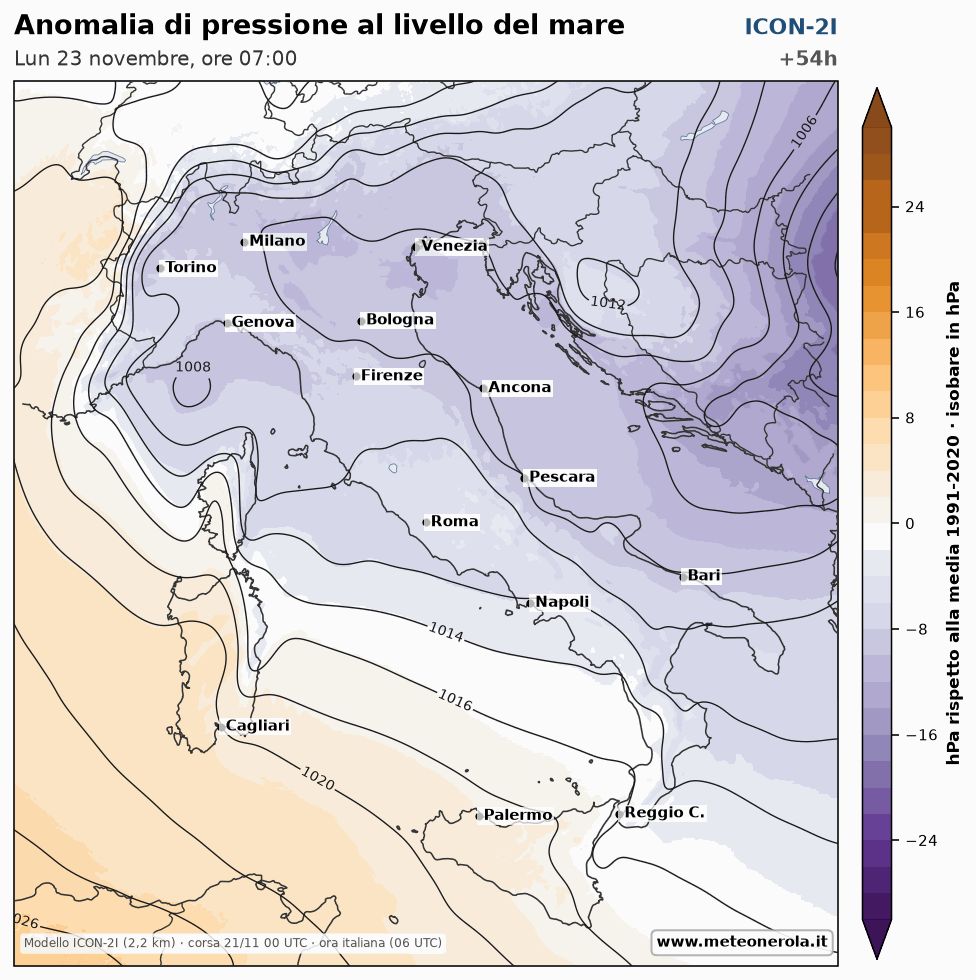 Anomalia di pressione al livello del mare
ICON-2I
Lun 23 novembre, ore 07:00
+54h
1006
Milano
Venezia
Torino
1012
Genova
Bologna
1008
Firenze
Ancona
Pescara
Roma
Bari
Napoli
1014
1016
Cagliari
1020
Palermo
Reggio C.
026
Modello ICON-2I (2,2 km) · corsa 21/11 00 UTC · ora italiana (06 UTC)
www.meteonerola.it
24
16
8
0
−8
−16
−24
hPa rispetto alla media 1991-2020 · isobare in hPa